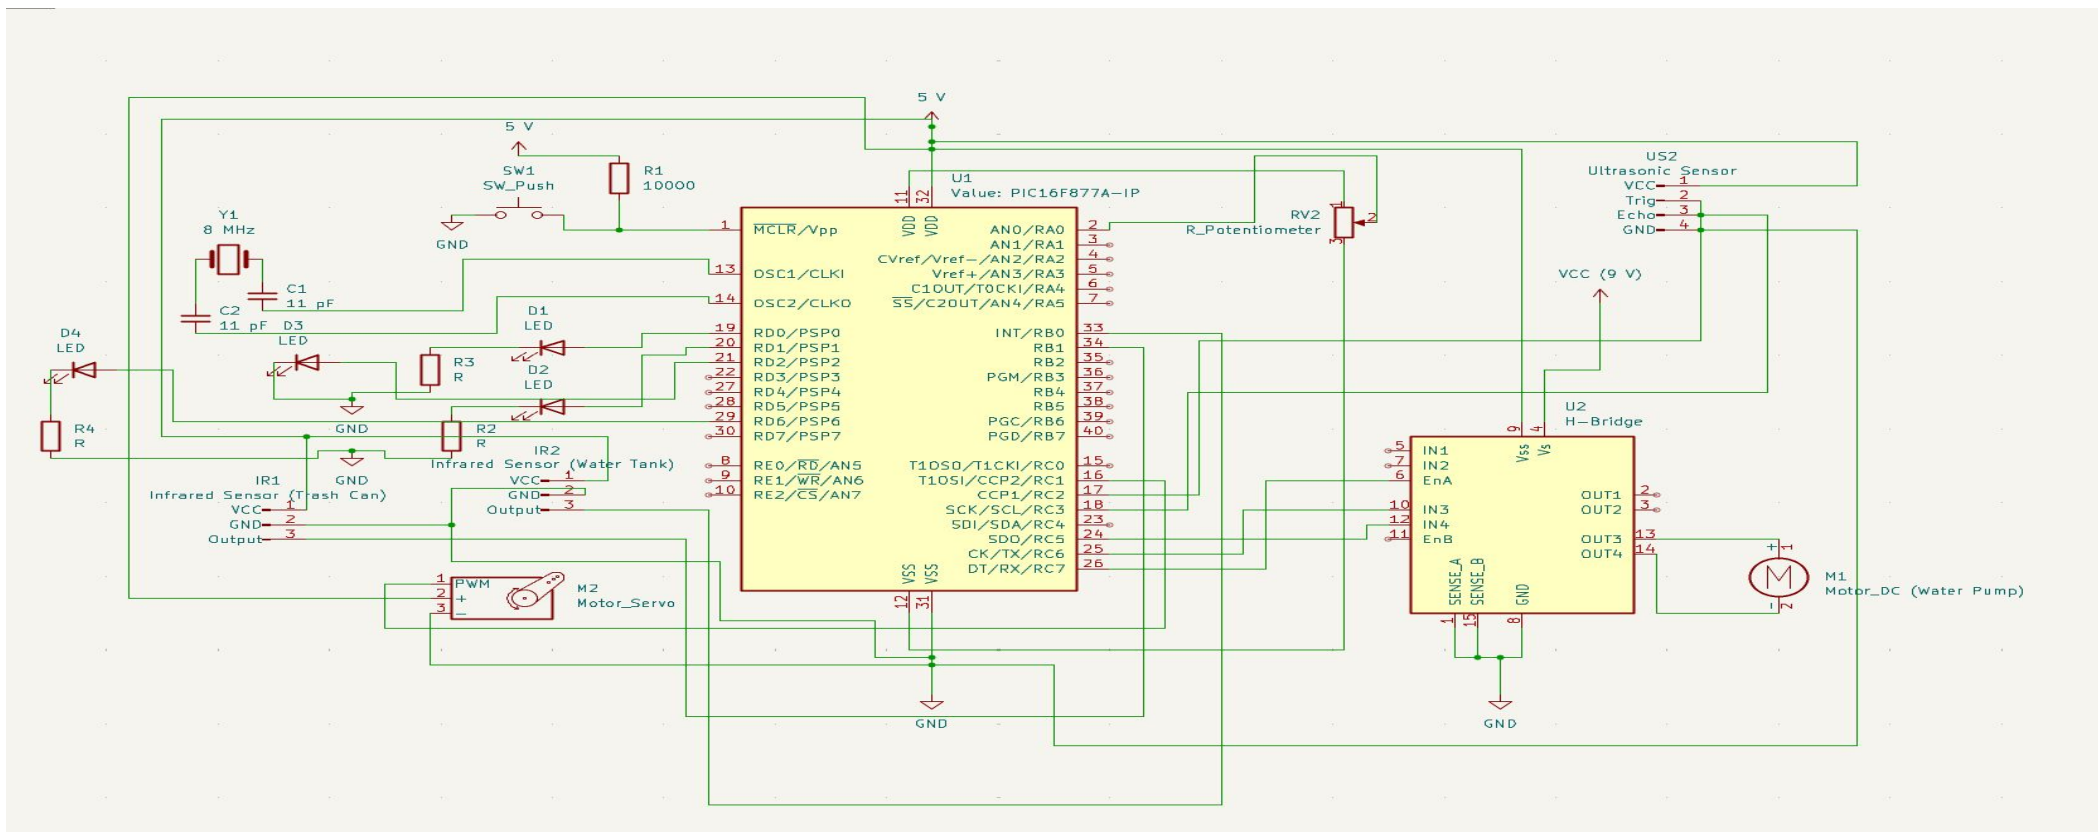 5 V
5 V
SW1
SW_Push
R1
10000
Y1
8 MHz
GND
C1
11 pF
C2
11 pF
D3
LED
D4
LED
D1
LED
D2
LED
R3
R
GND
R4
R
R2
R
GND
IR1
Infrared Sensor (Trash Can)
VCC 1
GND 2
Output 3
IR2
Infrared Sensor (Water Tank)
VCC 1
GND 2
Output 3
1 PWM
2 +
3 -
M2
Motor_Servo
U1
Value: PIC16F877A-IP
11 VDD
32 VDD
1 MCLR/Vpp
13 OSC1/CLKI
14 OSC2/CLKO
19 RD0/PSP0
20 RD1/PSP1
21 RD2/PSP2
22 RD3/PSP3
27 RD4/PSP4
28 RD5/PSP5
29 RD6/PSP6
30 RD7/PSP7
8 RE0/RD/AN5
9 RE1/WR/AN6
10 RE2/CS/AN7
AN0/RA0 2
AN1/RA1 3
CVref/Vref-/AN2/RA2 4
Vref+/AN3/RA3 5
C1OUT/T0CKI/RA4 6
SS/C2OUT/AN4/RA5 7
INT/RB0 33
RB1 34
RB2 35
PGM/RB3 36
RB4 37
RB5 38
PGC/RB6 39
PGD/RB7 40
T1OSO/T1CKI/RC0 15
T1OSI/CCP2/RC1 16
CCP1/RC2 17
SCK/SCL/RC3 18
SDI/SDA/RC4 23
SDO/RC5 24
CK/TX/RC6 25
DT/RX/RC7 26
VSS 12
VSS 31
GND
RV2
R_Potentiometer
1
2
3
US2
Ultrasonic Sensor
VCC 1
Trig 2
Echo 3
GND 4
VCC (9 V)
U2
H-Bridge
9 Vss
4 Vs
5 IN1
7 IN2
6 EnA
10 IN3
12 IN4
11 EnB
OUT1 2
OUT2 3
OUT3 13
OUT4 14
SENSE_A 1
SENSE_B 15
GND 8
GND
+ 1
M
- 2
M1
Motor_DC (Water Pump)